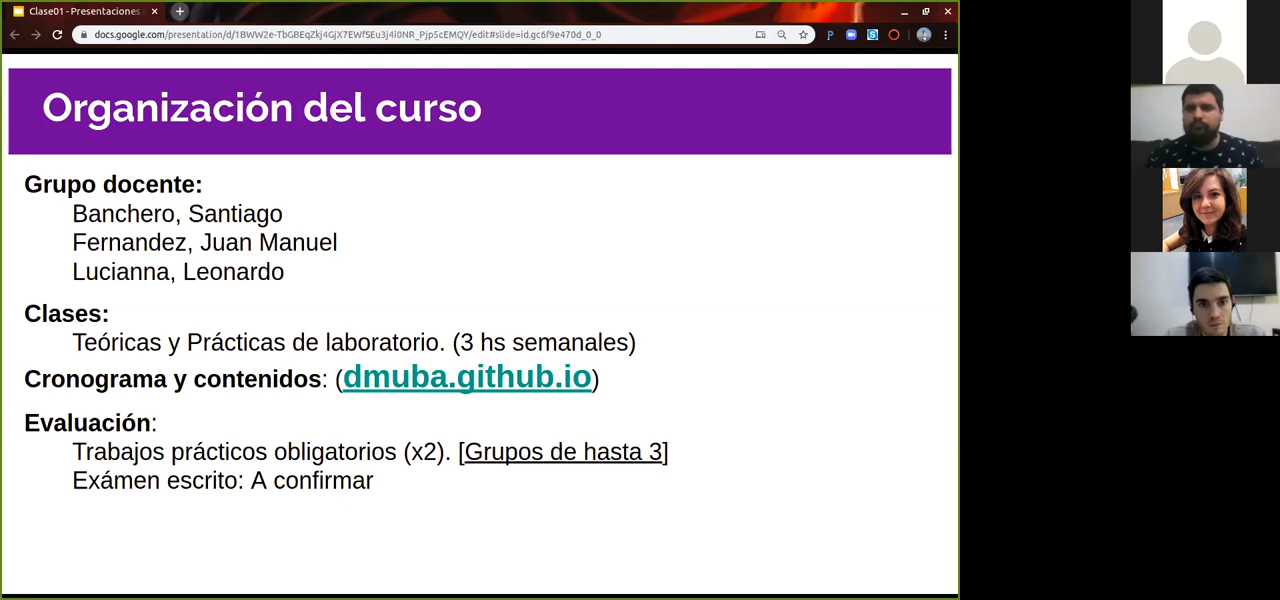 Clase01 - Presentaciones
docs.google.com/presentation/d/1BWW2e-TbGBEqZkj4GJX7EWfSEu3j4i0NR_PjpScEMQY/edit#slide=id.gc6f9e470d_0_0
Organización del curso
Grupo docente:
Banchero, Santiago
Fernandez, Juan Manuel
Lucianna, Leonardo
Clases:
Teóricas y Prácticas de laboratorio. (3 hs semanales)
Cronograma y contenidos: (dmuba.github.io)
Evaluación:
Trabajos prácticos obligatorios (x2). [Grupos de hasta 3]
Exámen escrito: A confirmar